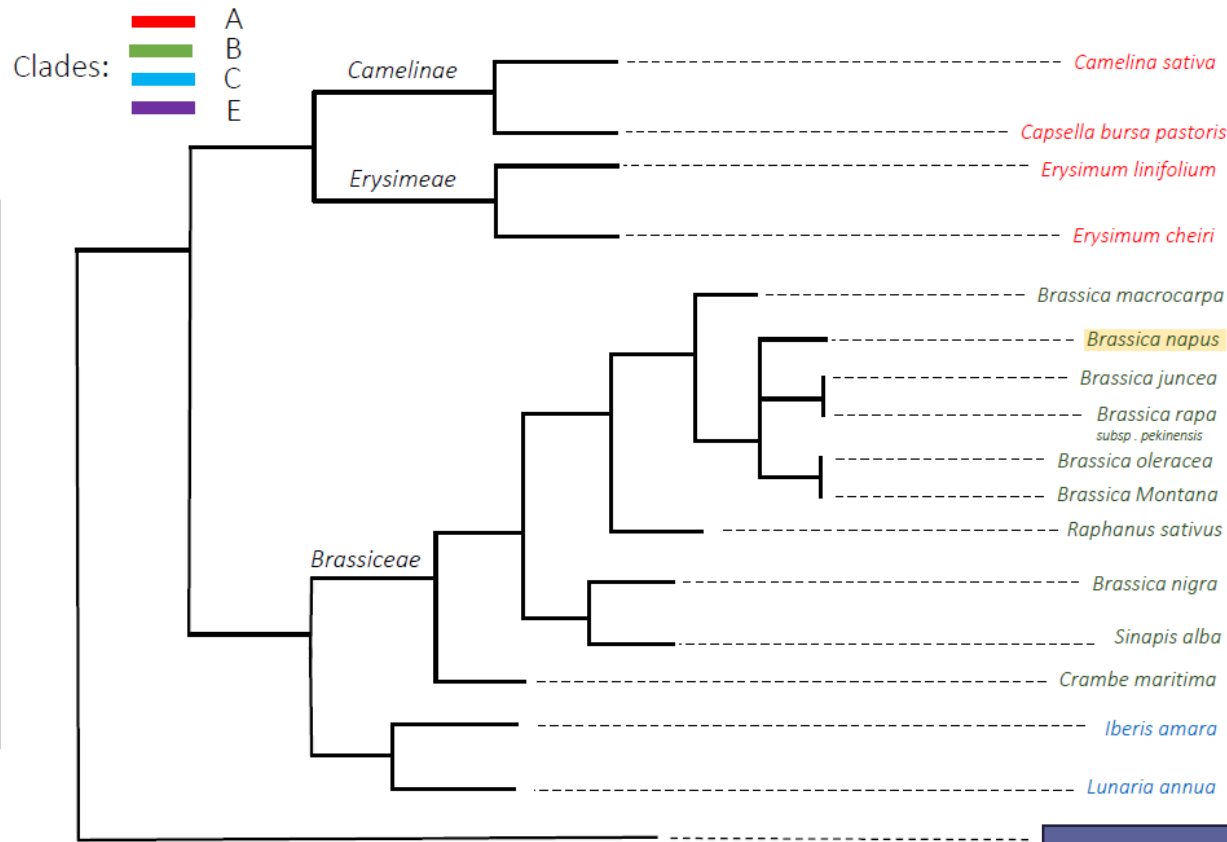 Clades:
A
B
C
E
Camelinae
Camelina sativa
Capsella bursa pastoris
Erysimeae
Erysimum linifolium
Erysimum cheiri
Brassica macrocarpa
Brassica napus
Brassica juncea
Brassica rapa
subsp . pekinensis
Brassica oleracea
Brassica Montana
Raphanus sativus
Brassiceae
Brassica nigra
Sinapis alba
Crambe maritima
Iberis amara
Lunaria annua